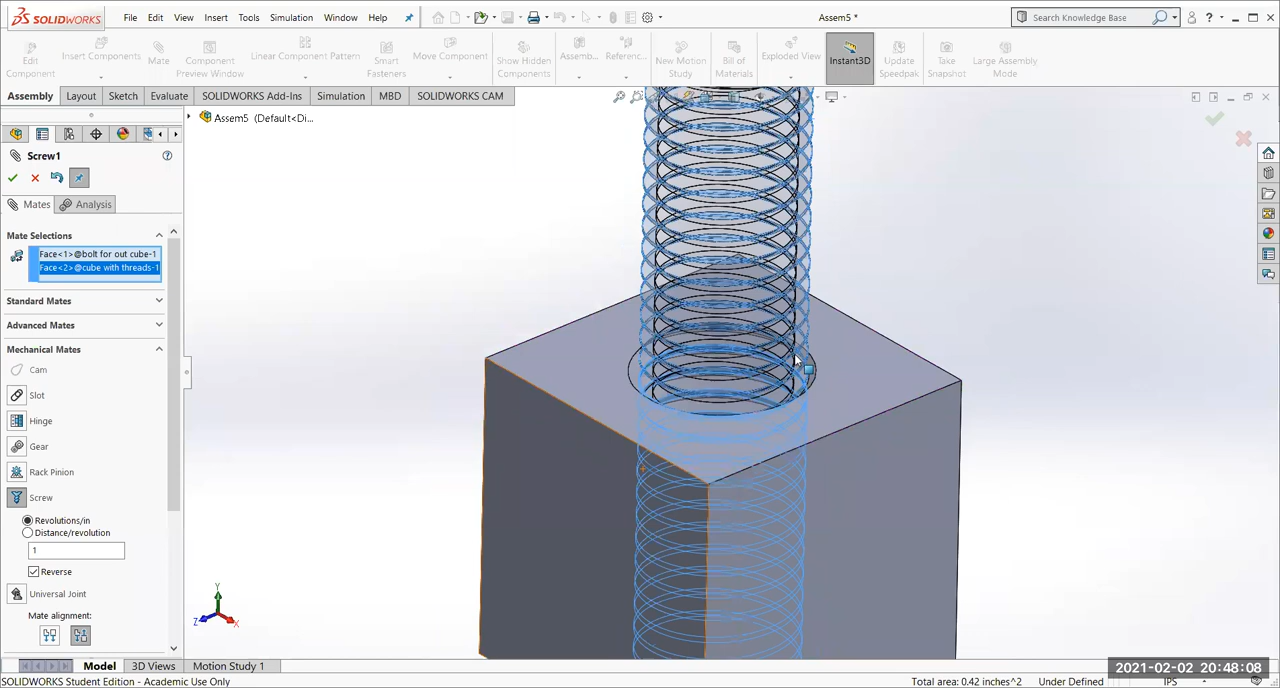 SOLIDWORKS File Edit View Insert Tools Simulation Window Help Assem5 * Search Knowledge Base ?
Edit Component Insert Components Mate Component Preview Window Linear Component Pattern Smart Fasteners Move Component Show Hidden Components Assemb... Referenc... New Motion Study Bill of Materials Exploded View Instant3D Update Speedpak Take Snapshot Large Assembly Mode
Assembly Layout Sketch Evaluate SOLIDWORKS Add-Ins Simulation MBD SOLIDWORKS CAM
Assem5 (Default<Di...
Screw1
Mates Analysis
Mate Selections
Face<1>@bolt for out cube-1
Face<2>@cube with threads-1
Standard Mates
Advanced Mates
Mechanical Mates
Cam
Slot
Hinge
Gear
Rack Pinion
Screw
Revolutions/in
Distance/revolution
1
Reverse
Universal Joint
Mate alignment:
Y
Z X
Model 3D Views Motion Study 1
2021-02-02 20:48:08
SOLIDWORKS Student Edition - Academic Use Only Total area: 0.42 inches^2 Under Defined IPS